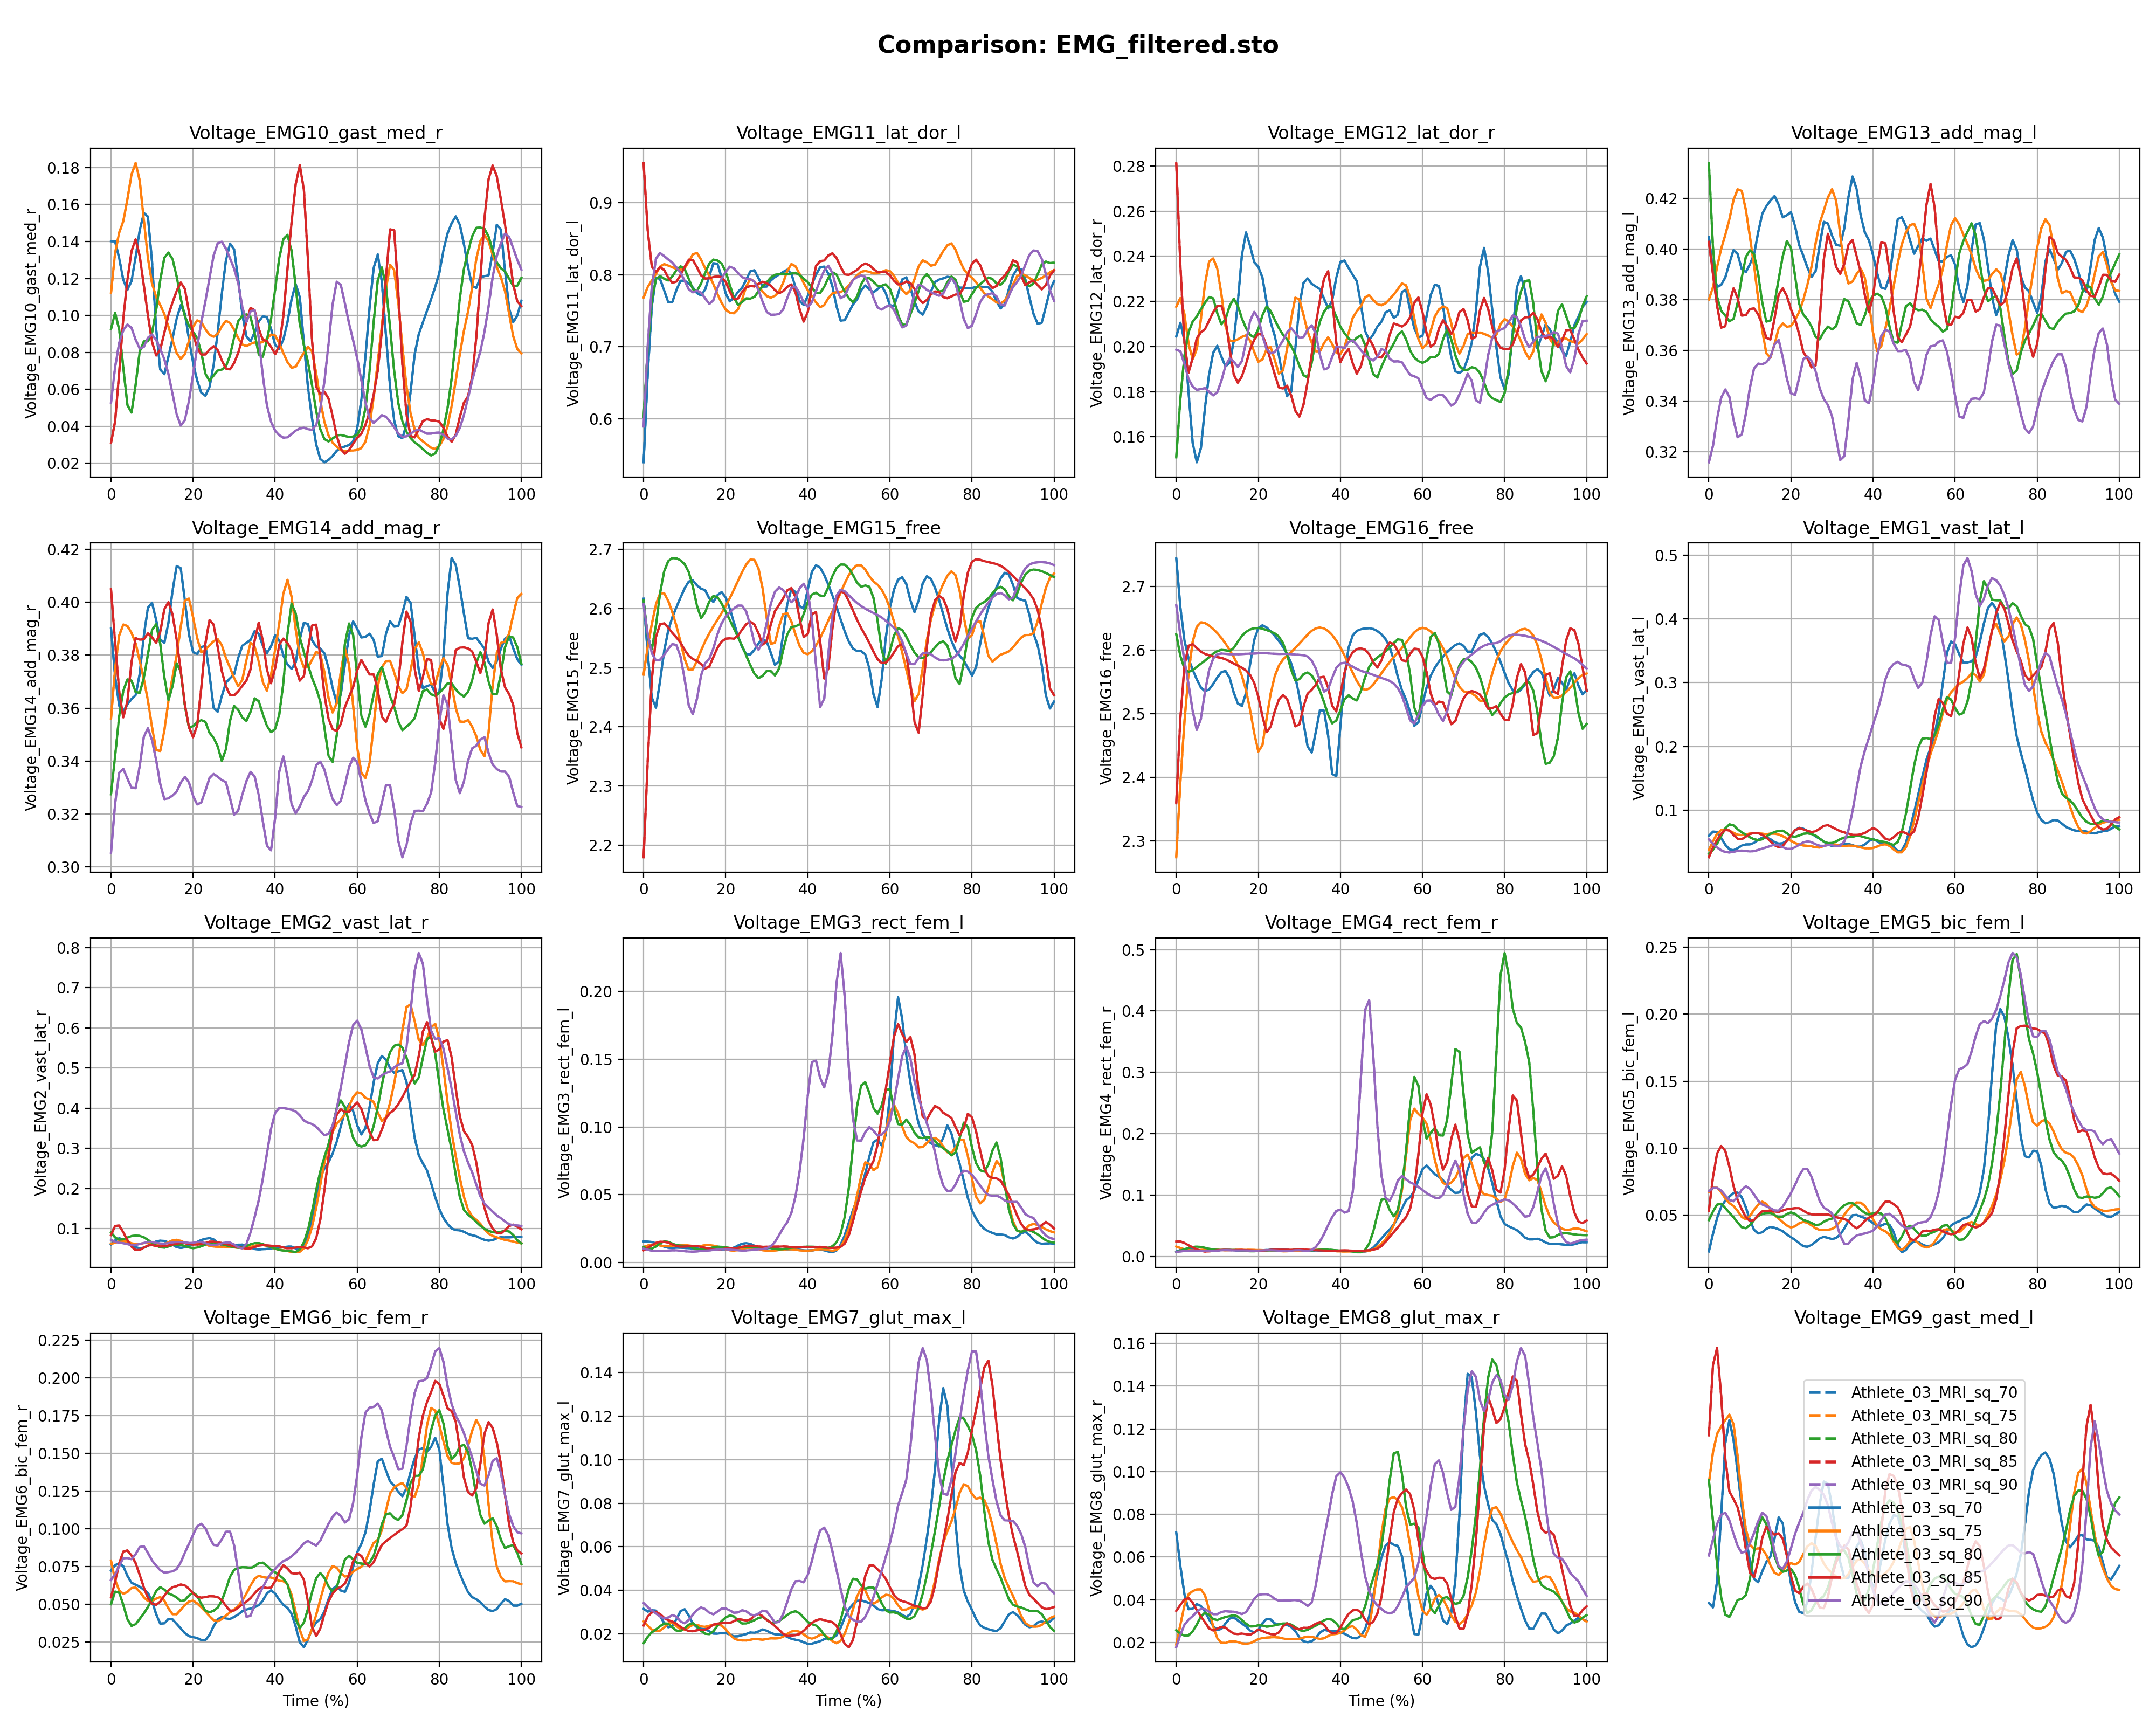 Comparison: EMG_filtered.sto
Voltage_EMG10_gast_med_r
Voltage_EMG10_gast_med_r
0.18
0.16
0.14
0.12
0.10
0.08
0.06
0.04
0.02
0 20 40 60 80 100
Voltage_EMG11_lat_dor_l
Voltage_EMG11_lat_dor_l
0.9
0.8
0.7
0.6
0 20 40 60 80 100
Voltage_EMG12_lat_dor_r
Voltage_EMG12_lat_dor_r
0.28
0.26
0.24
0.22
0.20
0.18
0.16
0 20 40 60 80 100
Voltage_EMG13_add_mag_l
Voltage_EMG13_add_mag_l
0.42
0.40
0.38
0.36
0.34
0.32
0 20 40 60 80 100
Voltage_EMG14_add_mag_r
Voltage_EMG14_add_mag_r
0.42
0.40
0.38
0.36
0.34
0.32
0.30
0 20 40 60 80 100
Voltage_EMG15_free
Voltage_EMG15_free
2.7
2.6
2.5
2.4
2.3
2.2
0 20 40 60 80 100
Voltage_EMG16_free
Voltage_EMG16_free
2.7
2.6
2.5
2.4
2.3
0 20 40 60 80 100
Voltage_EMG1_vast_lat_l
Voltage_EMG1_vast_lat_l
0.5
0.4
0.3
0.2
0.1
0 20 40 60 80 100
Voltage_EMG2_vast_lat_r
Voltage_EMG2_vast_lat_r
0.8
0.7
0.6
0.5
0.4
0.3
0.2
0.1
0 20 40 60 80 100
Voltage_EMG3_rect_fem_l
Voltage_EMG3_rect_fem_l
0.20
0.15
0.10
0.05
0.00
0 20 40 60 80 100
Voltage_EMG4_rect_fem_r
Voltage_EMG4_rect_fem_r
0.5
0.4
0.3
0.2
0.1
0.0
0 20 40 60 80 100
Voltage_EMG5_bic_fem_l
Voltage_EMG5_bic_fem_l
0.25
0.20
0.15
0.10
0.05
0 20 40 60 80 100
Voltage_EMG6_bic_fem_r
Voltage_EMG6_bic_fem_r
0.225
0.200
0.175
0.150
0.125
0.100
0.075
0.050
0.025
0 20 40 60 80 100
Time (%)
Voltage_EMG7_glut_max_l
Voltage_EMG7_glut_max_l
0.14
0.12
0.10
0.08
0.06
0.04
0.02
0 20 40 60 80 100
Time (%)
Voltage_EMG8_glut_max_r
Voltage_EMG8_glut_max_r
0.16
0.14
0.12
0.10
0.08
0.06
0.04
0.02
0 20 40 60 80 100
Time (%)
Voltage_EMG9_gast_med_l
Athlete_03_MRI_sq_70
Athlete_03_MRI_sq_75
Athlete_03_MRI_sq_80
Athlete_03_MRI_sq_85
Athlete_03_MRI_sq_90
Athlete_03_sq_70
Athlete_03_sq_75
Athlete_03_sq_80
Athlete_03_sq_85
Athlete_03_sq_90